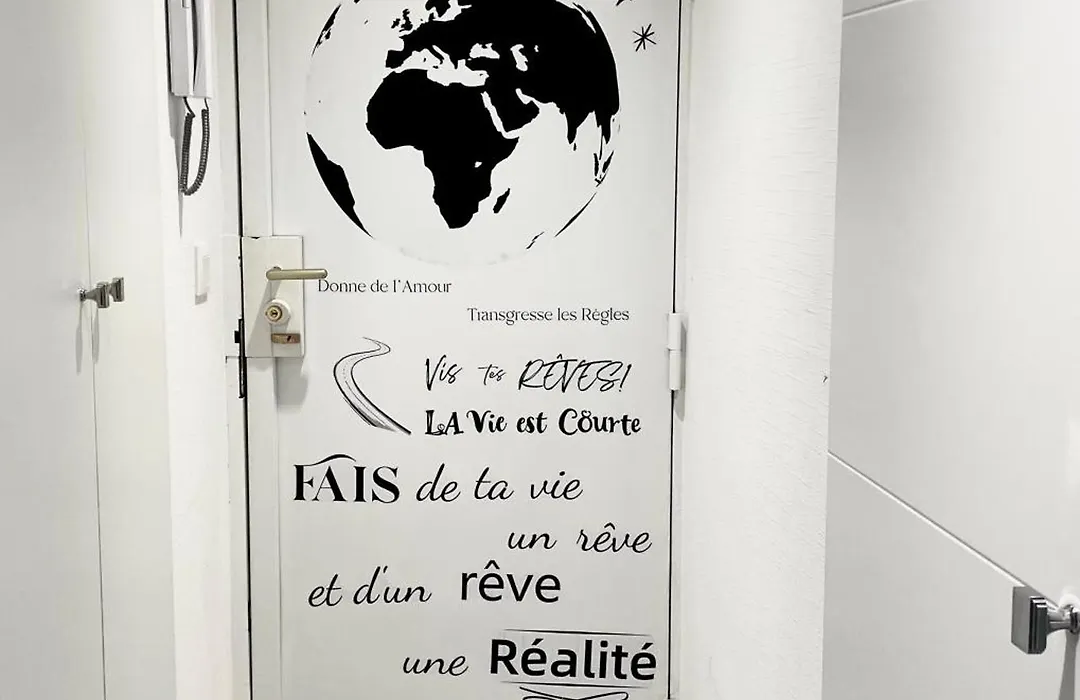 Donne de l'Amour
Transgresse les Règles
Vis tes RÊVES!
LA Vie est Courte
FAIS de ta vie
un rêve
et d'un rêve
une Réalité